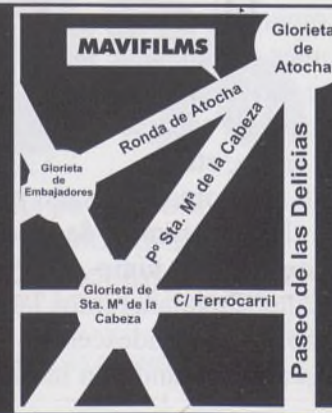 Glorieta
de
Atocha
MAVIFILMS
Ronda de Atocha
Pº Sta. Mª de la Cabeza
Glorieta
de
Embajadores
Paseo de las Delicias
Glorieta de
Sta. Mª de la
Cabeza
C/ Ferrocarril